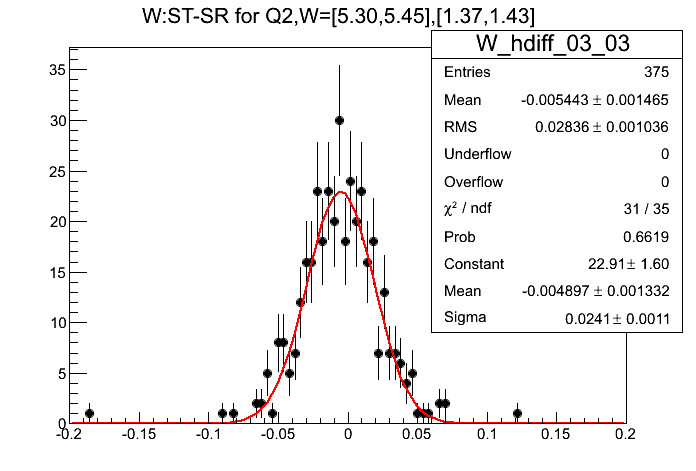 W:ST-SR for Q2,W=[5.30,5.45],[1.37,1.43]
W_hdiff_03_03
Entries 375
Mean -0.005443 ± 0.001465
RMS 0.02836 ± 0.001036
Underflow 0
Overflow 0
χ² / ndf 31 / 35
Prob 0.6619
Constant 22.91± 1.60
Mean -0.004897 ± 0.001332
Sigma 0.0241± 0.0011
35
30
25
20
15
10
5
0
-0.2 -0.15 -0.1 -0.05 0 0.05 0.1 0.15 0.2